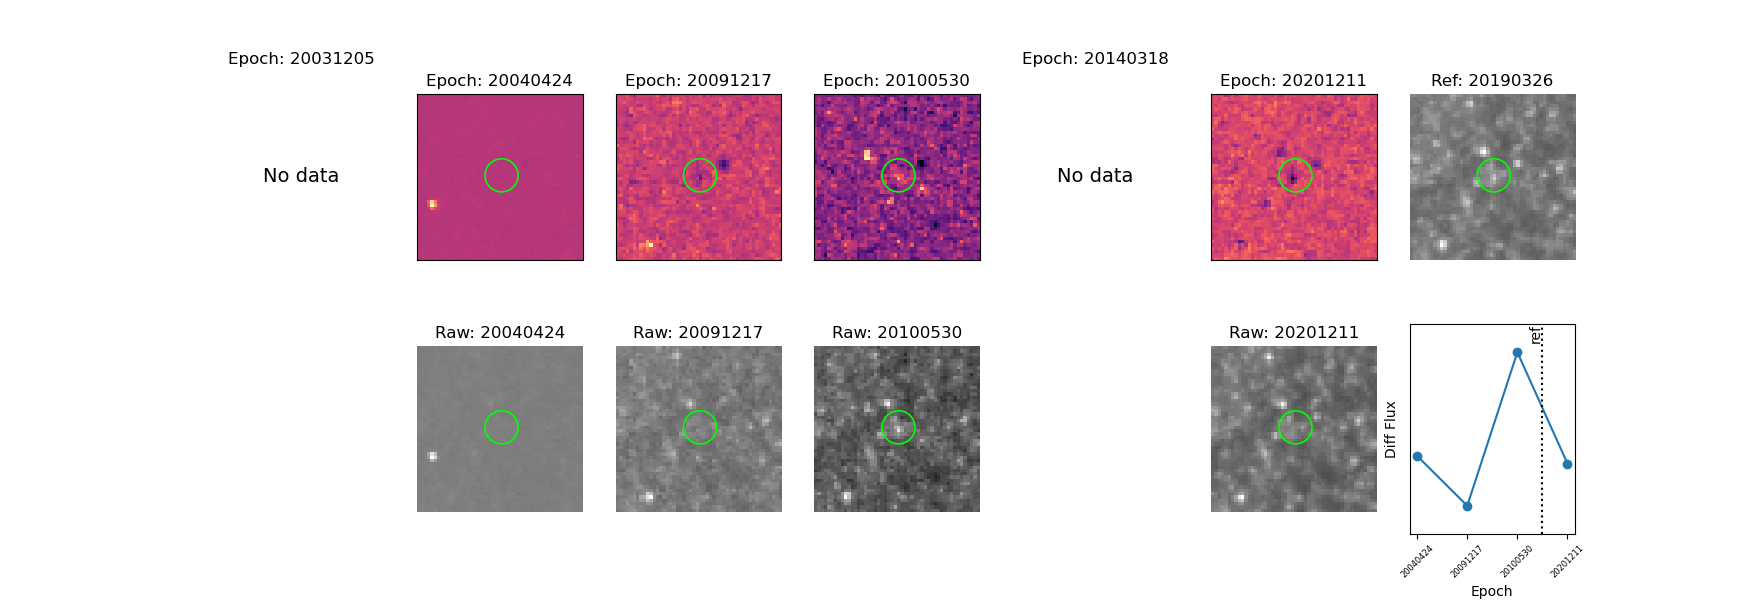 Epoch: 20031205
Epoch: 20140318
Epoch: 20040424
Epoch: 20091217
Epoch: 20100530
Epoch: 20201211
Ref: 20190326
No data
No data
Raw: 20040424
Raw: 20091217
Raw: 20100530
Raw: 20201211
ref
Diff Flux
20040424
20091217
20100530
20201211
Epoch